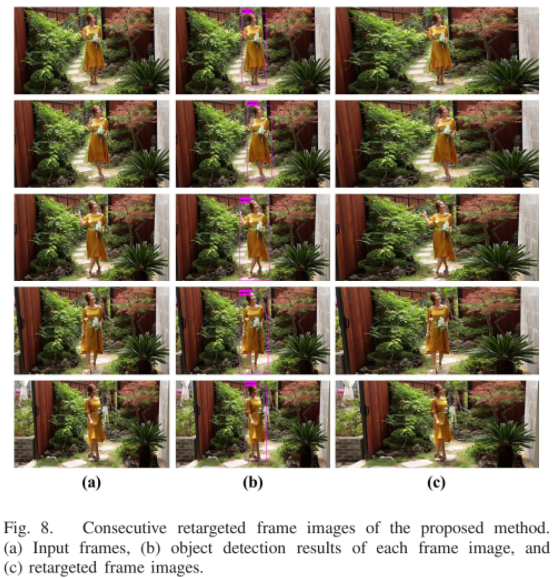 (a) (b) (c)
Fig. 8. Consecutive retargeted frame images of the proposed method.
(a) Input frames, (b) object detection results of each frame image, and
(c) retargeted frame images.